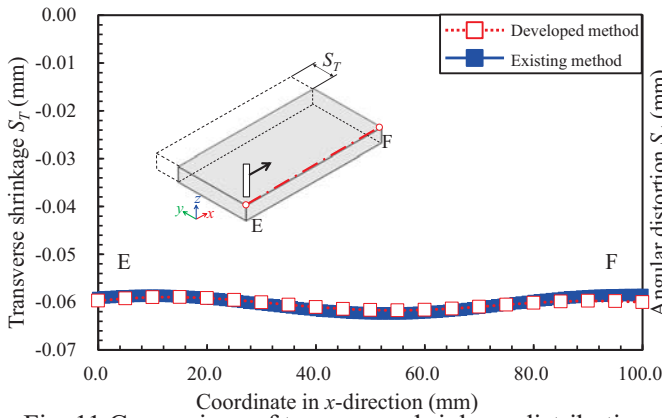 0.00
-0.01
-0.02
-0.03
-0.04
-0.05
-0.06
-0.07
Transverse shrinkage S_T (mm)
Developed method
Existing method
S_T
F
E
y z x
E
F
0.0 20.0 40.0 60.0 80.0 100.0
Coordinate in x-direction (mm)
Angular distortion S